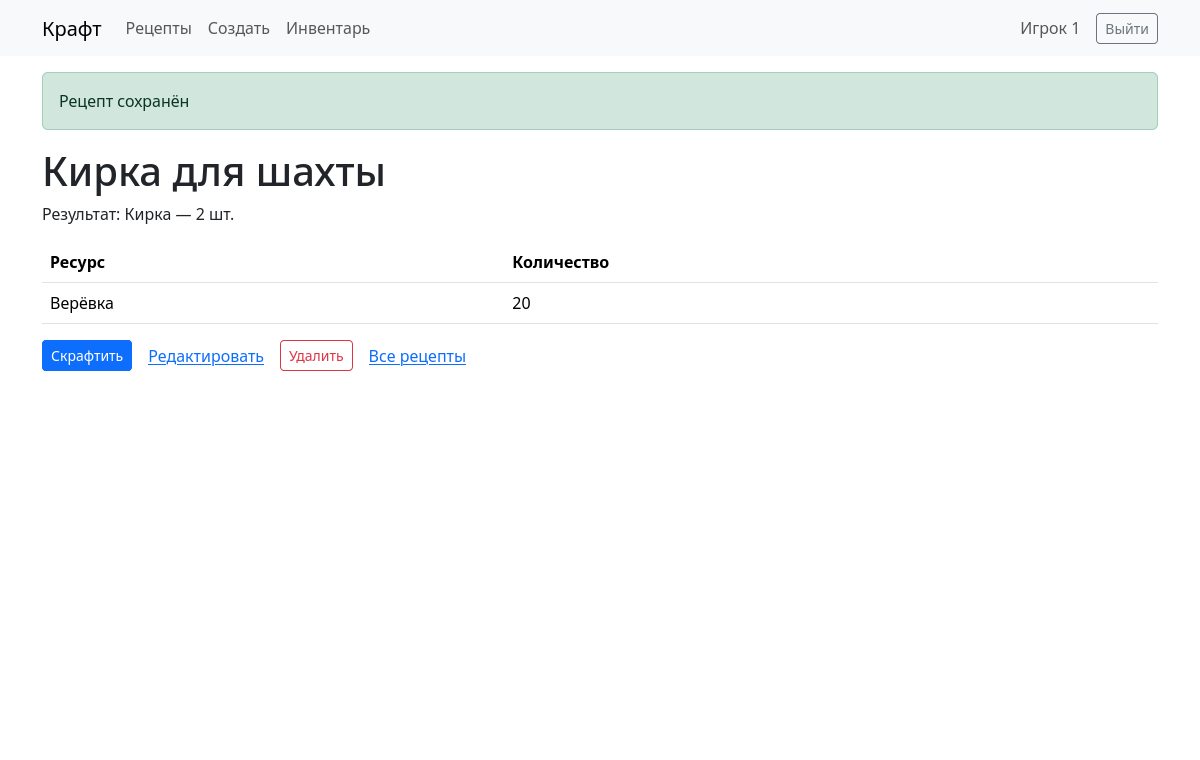 Крафт Рецепты Создать Инвентарь Игрок 1 Выйти
Рецепт сохранён
Кирка для шахты
Результат: Кирка — 2 шт.
Ресурс Количество
Верёвка 20
Скрафтить Редактировать Удалить Все рецепты